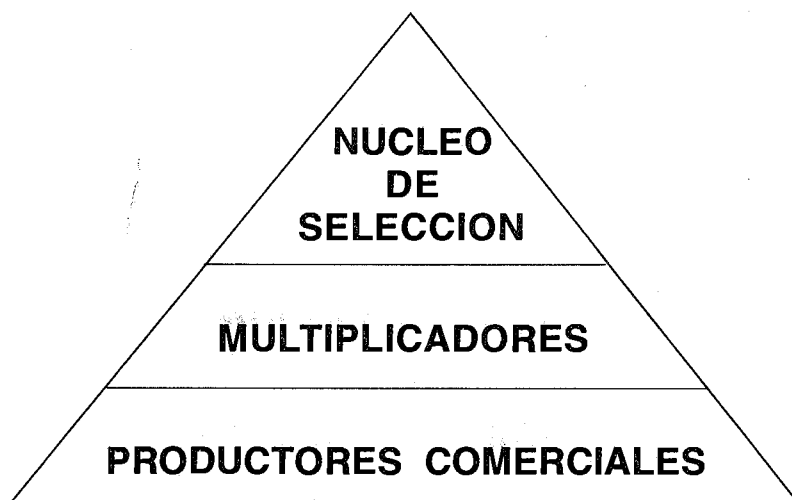 NUCLEO
DE
SELECCION
MULTIPLICADORES
PRODUCTORES COMERCIALES